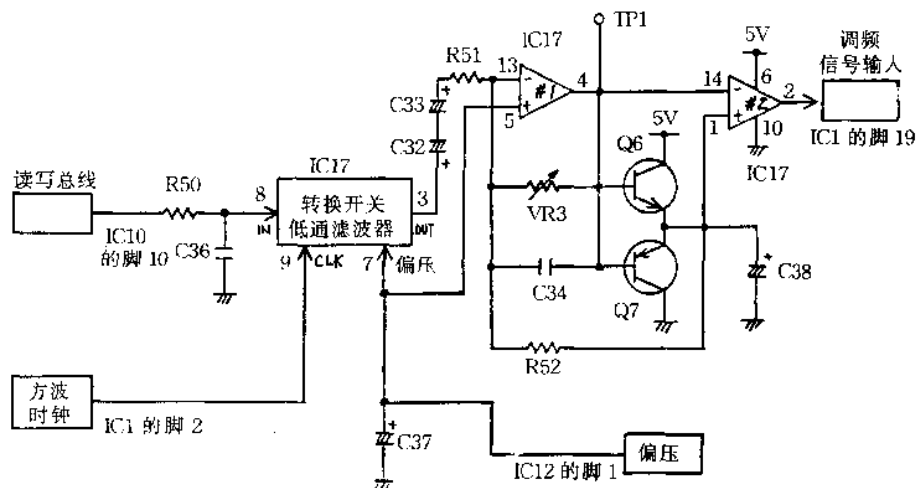 TP1
IC17
R51
13
-
#1
+
5
4
C33
+
C32
+
5V
6
14
-
#2
+
1
2
10
IC17
调频
信号输入
IC1 的脚 19
5V
Q6
VR3
C34
Q7
R52
+
C38
读写总线
R50
IC10
的脚 10
C36
8
IN
IC17
转换开关
低通滤波器
3
OUT
9
CLK
7
偏压
方波
时钟
IC1 的脚 2
+
C37
IC12 的脚 1
偏压